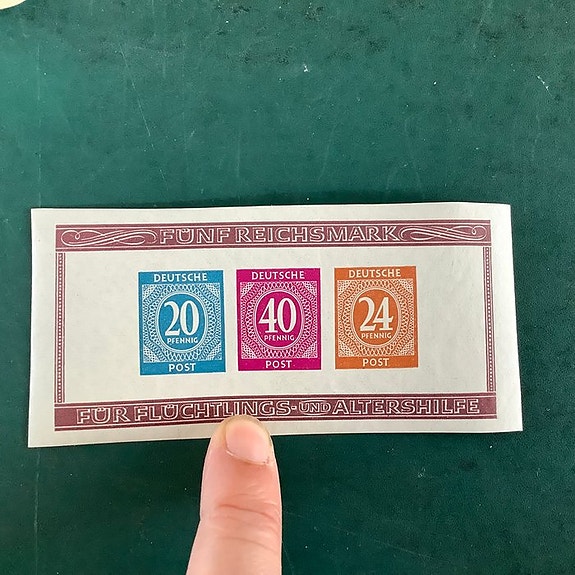 FÜNF REICHSMARK
DEUTSCHE
20
PFENNIG
POST
DEUTSCHE
40
PFENNIG
POST
DEUTSCHE
24
PFENNIG
POST
FÜR FLÜCHTLINGS- UND ALTERSHILFE